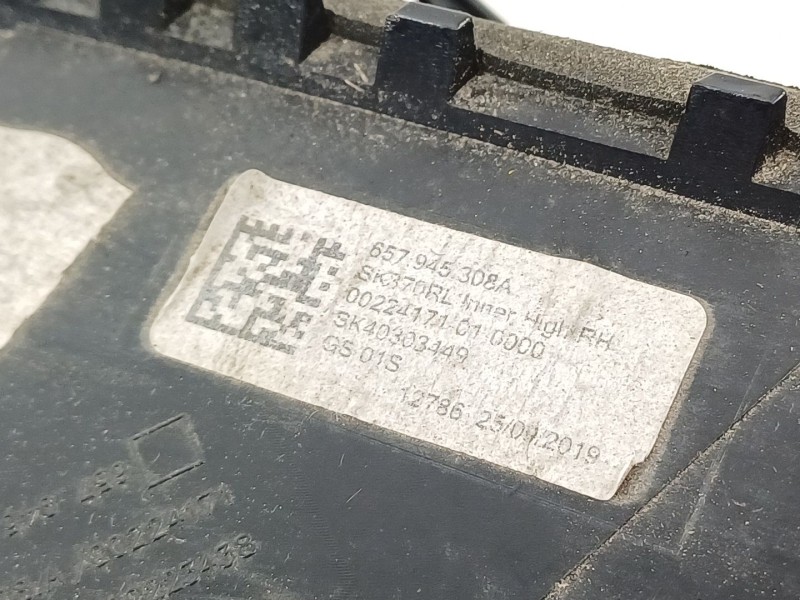 657 945 308A
SK370RL Inner High RH
00224171 01 0000
SK40303449
GS 01S
12786 25/09/2019